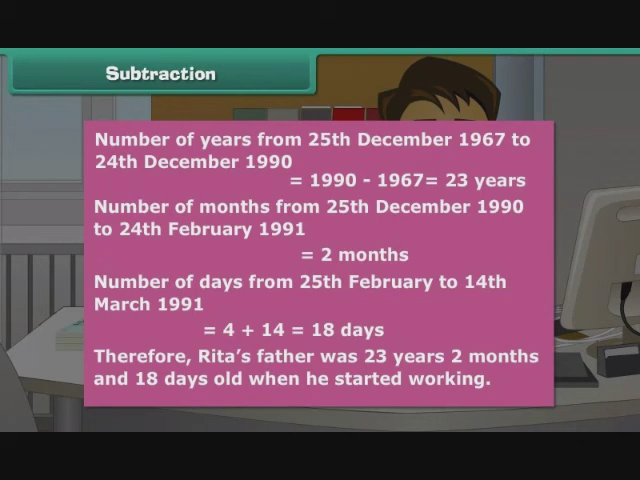 Subtraction
Number of years from 25th December 1967 to
24th December 1990
= 1990 - 1967= 23 years
Number of months from 25th December 1990
to 24th February 1991
= 2 months
Number of days from 25th February to 14th
March 1991
= 4 + 14 = 18 days
Therefore, Rita's father was 23 years 2 months
and 18 days old when he started working.